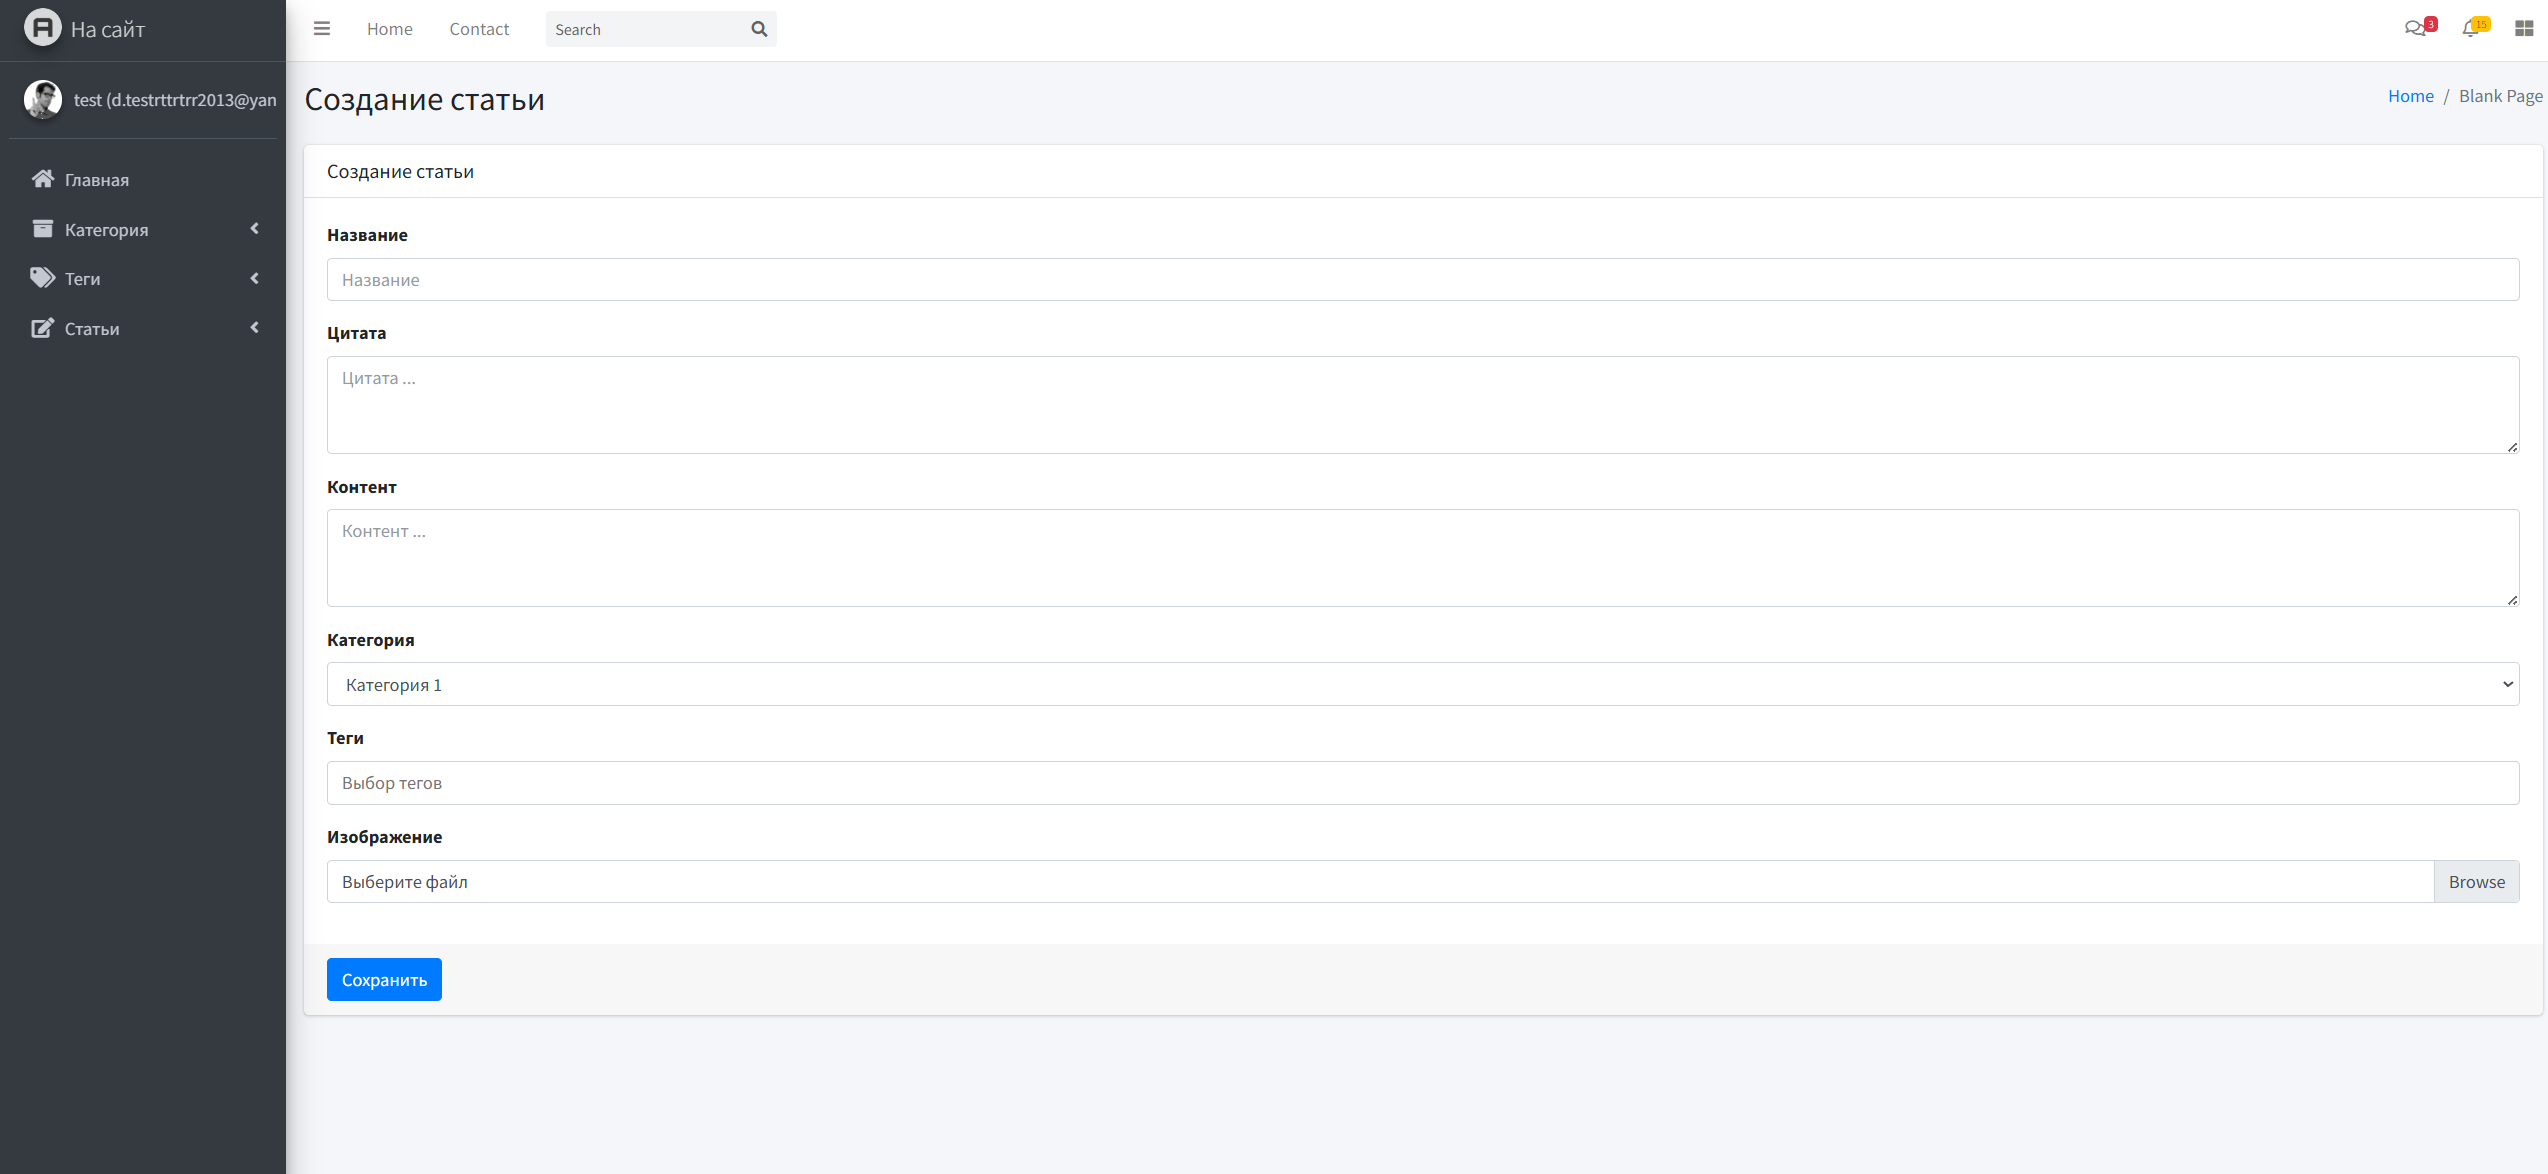 На сайт
Home
Contact
Search
3
15
test (d.testrttrtrr2013@yan
Главная
Категория
Теги
Статьи
Создание статьи
Home / Blank Page
Создание статьи
Название
Название
Цитата
Цитата ...
Контент
Контент ...
Категория
Категория 1
Теги
Выбор тегов
Изображение
Выберите файл
Browse
Сохранить